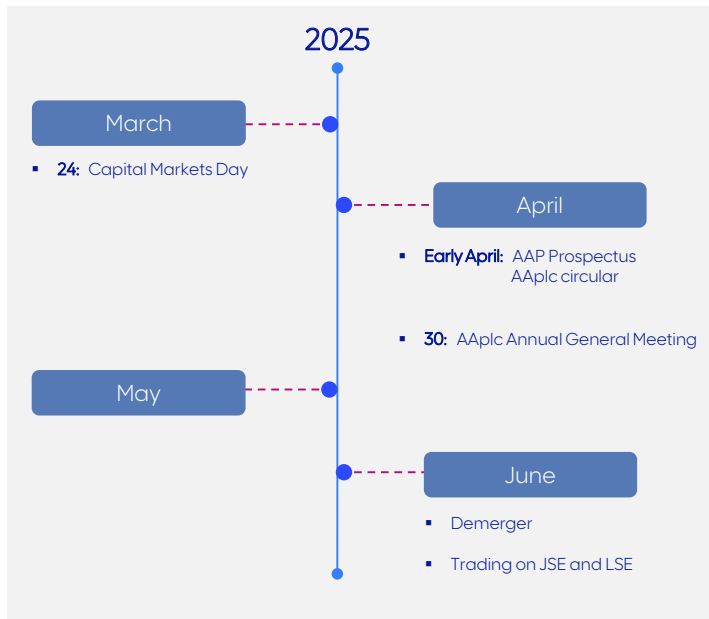 2025
March
▪ 24: Capital Markets Day
April
▪ Early April: AAP Prospectus
AAplc circular
▪ 30: AAplc Annual General Meeting
May
June
▪ Demerger
▪ Trading on JSE and LSE